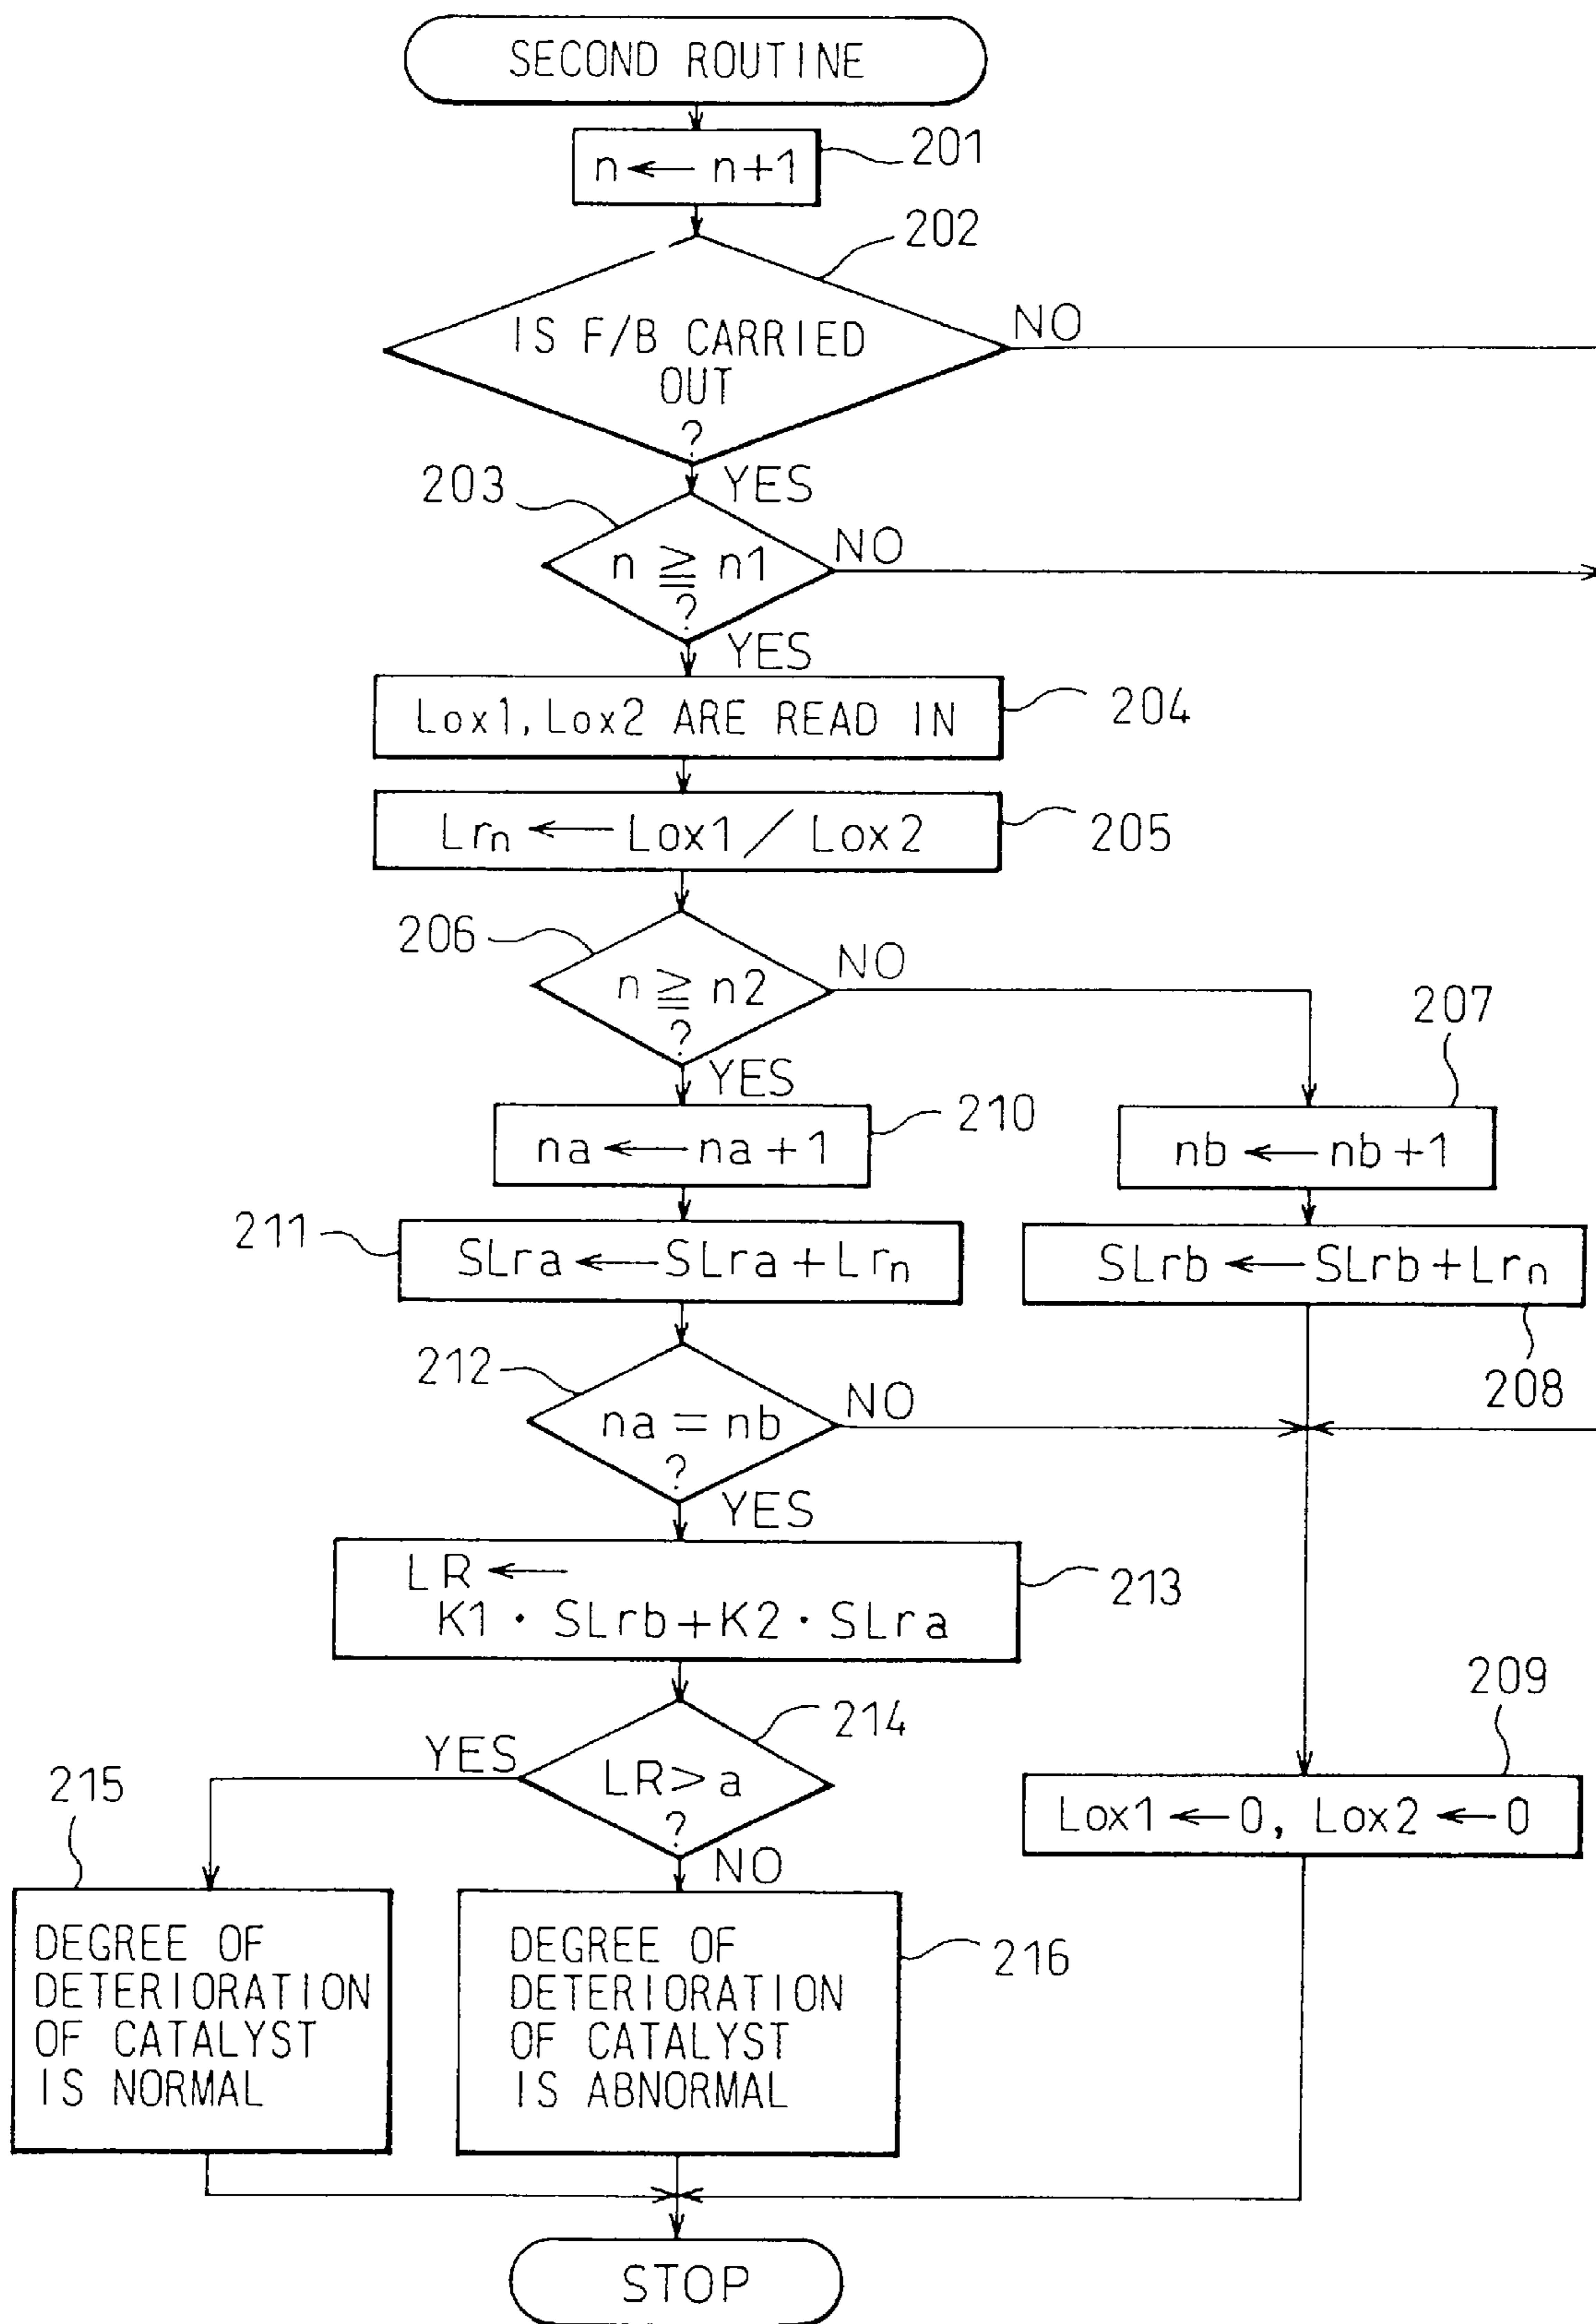 SECOND ROUTINE
201
n ← n+1
202
IS F/B CARRIED
OUT
?
NO
YES
203
n ≧ n1
?
NO
YES
Lox1, Lox2 ARE READ IN
204
Lrn ← Lox1 / Lox2
205
206
n ≧ n2
?
NO
YES
207
na ← na+1
210
nb ← nb+1
211
SLra ← SLra+Lrn
SLrb ← SLrb+Lrn
208
212
na = nb
?
NO
YES
LR ←
K1 · SLrb+K2 · SLra
213
214
LR > a
?
YES
NO
209
Lox1 ← 0, Lox2 ← 0
215
DEGREE OF
DETERIORATION
OF CATALYST
IS NORMAL
DEGREE OF
DETERIORATION
OF CATALYST
IS ABNORMAL
216
STOP